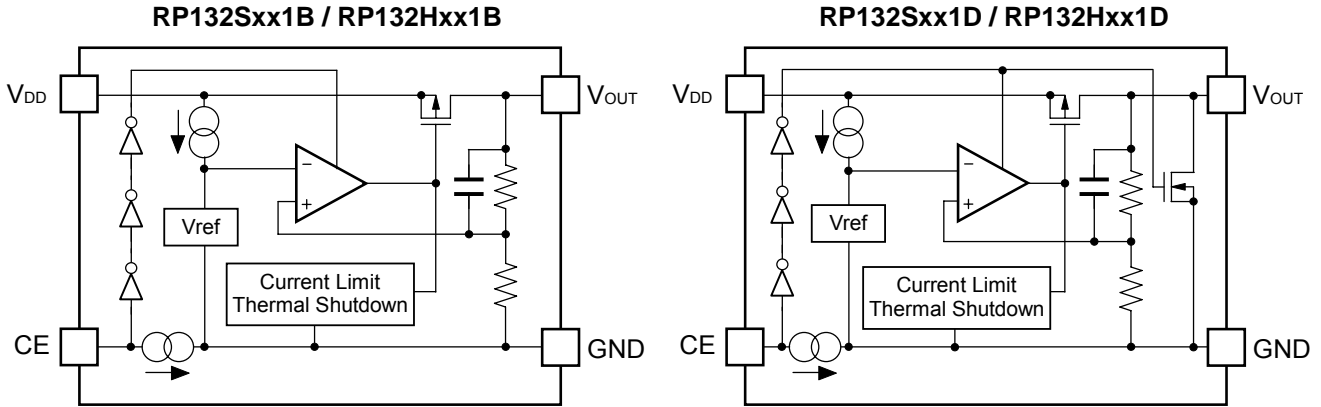 RP132Sxx1B / RP132Hxx1B
VDD
VOUT
−
+
Vref
Current Limit
Thermal Shutdown
CE
GND
RP132Sxx1D / RP132Hxx1D
VDD
VOUT
−
+
Vref
Current Limit
Thermal Shutdown
CE
GND